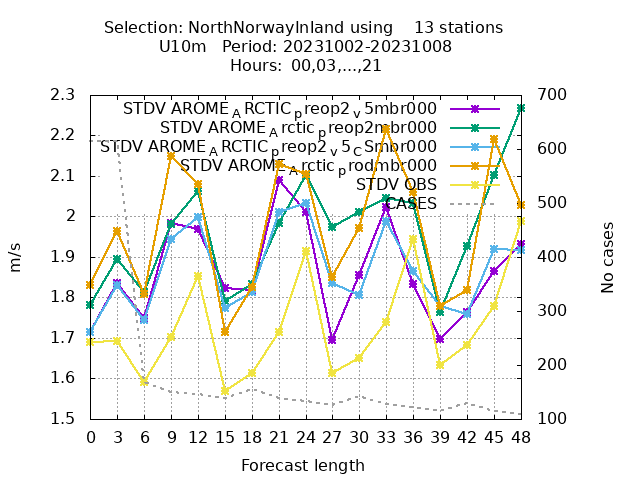 Selection: NorthNorwayInland using 13 stations
U10m Period: 20231002-20231008
Hours: 00,03,...,21
2.3 700
STDV AROME_ARCTIC_preop2_v5mbr000
2.2 600
STDV AROME_Arctic_preop2mbr000
STDV AROME_ARCTIC_preop2_v5_CSmbr000
STDV AROME_Arctic_prodmbr000
2.1
STDV OBS
CASES
2 500
1.9 400
1.8 300
1.7
1.6 200
1.5 100
m/s
No cases
0 3 6 9 12 15 18 21 24 27 30 33 36 39 42 45 48
Forecast length